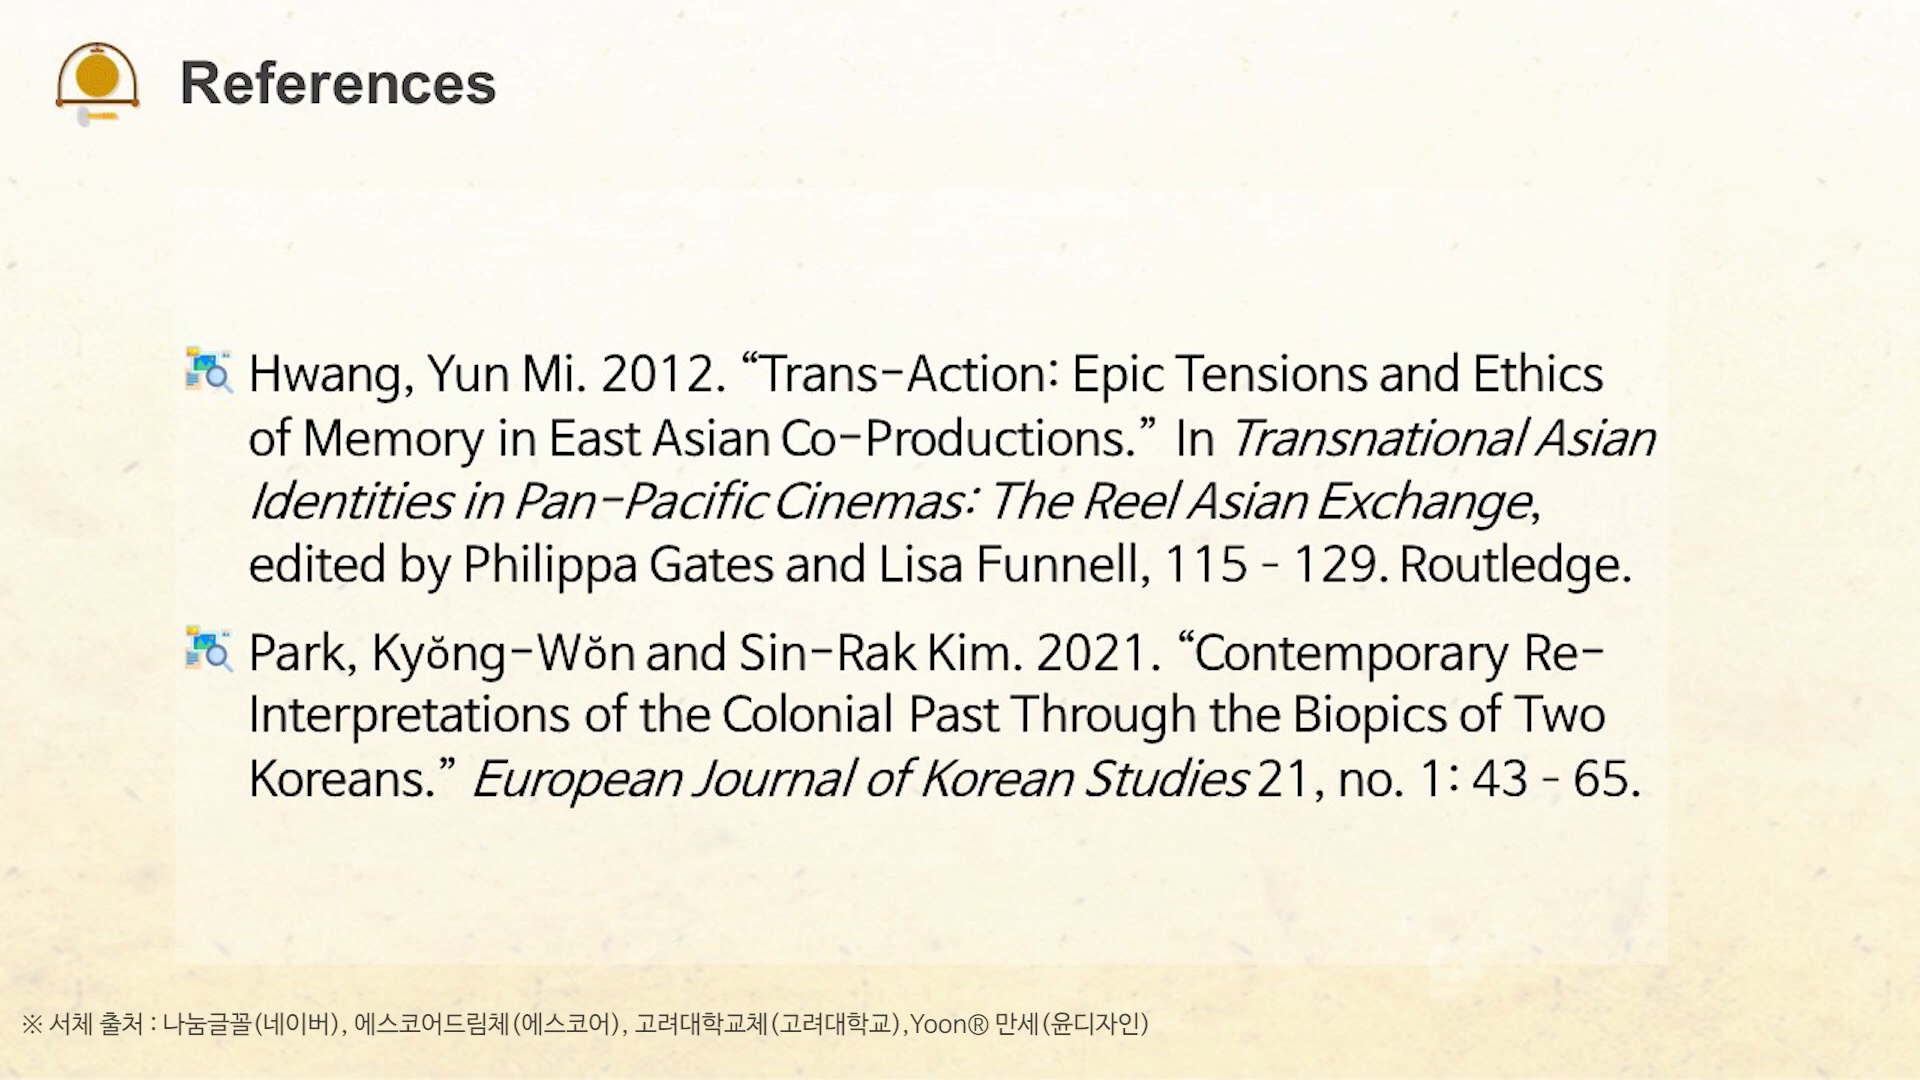 References
Hwang, Yun Mi. 2012. “Trans-Action: Epic Tensions and Ethics
of Memory in East Asian Co-Productions.” In Transnational Asian
Identities in Pan-Pacific Cinemas: The Reel Asian Exchange,
edited by Philippa Gates and Lisa Funnell, 115 - 129. Routledge.
Park, Kyŏng-Wŏn and Sin-Rak Kim. 2021. “Contemporary Re-
Interpretations of the Colonial Past Through the Biopics of Two
Koreans.” European Journal of Korean Studies 21, no. 1: 43 - 65.
※ 서체 출처 : 나눔글꼴(네이버), 에스코어드림체(에스코어), 고려대학교체(고려대학교),Yoon® 만세(윤디자인)